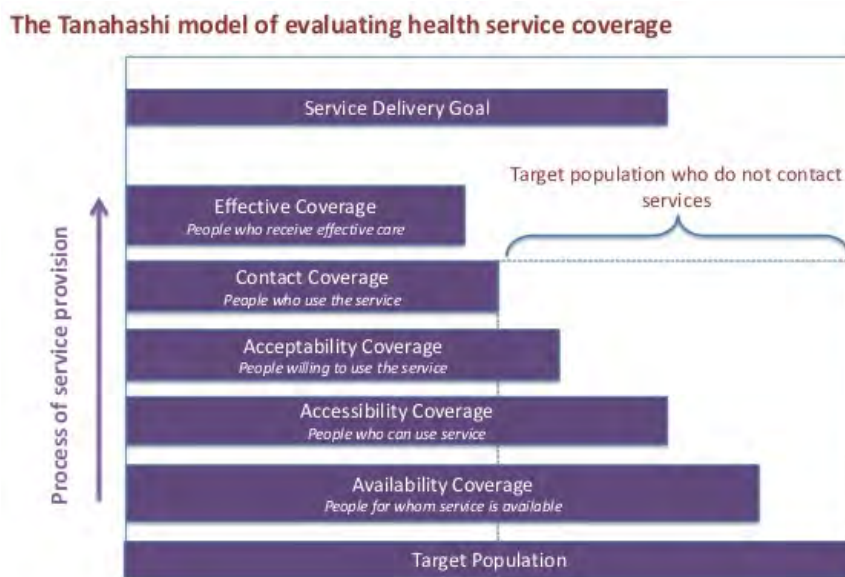 The Tanahashi model of evaluating health service coverage
Service Delivery Goal
Target population who do not contact
services
Effective Coverage
People who receive effective care
Contact Coverage
People who use the service
Acceptability Coverage
People willing to use the service
Accessibility Coverage
People who can use service
Availability Coverage
People for whom service is available
Target Population
Process of service provision